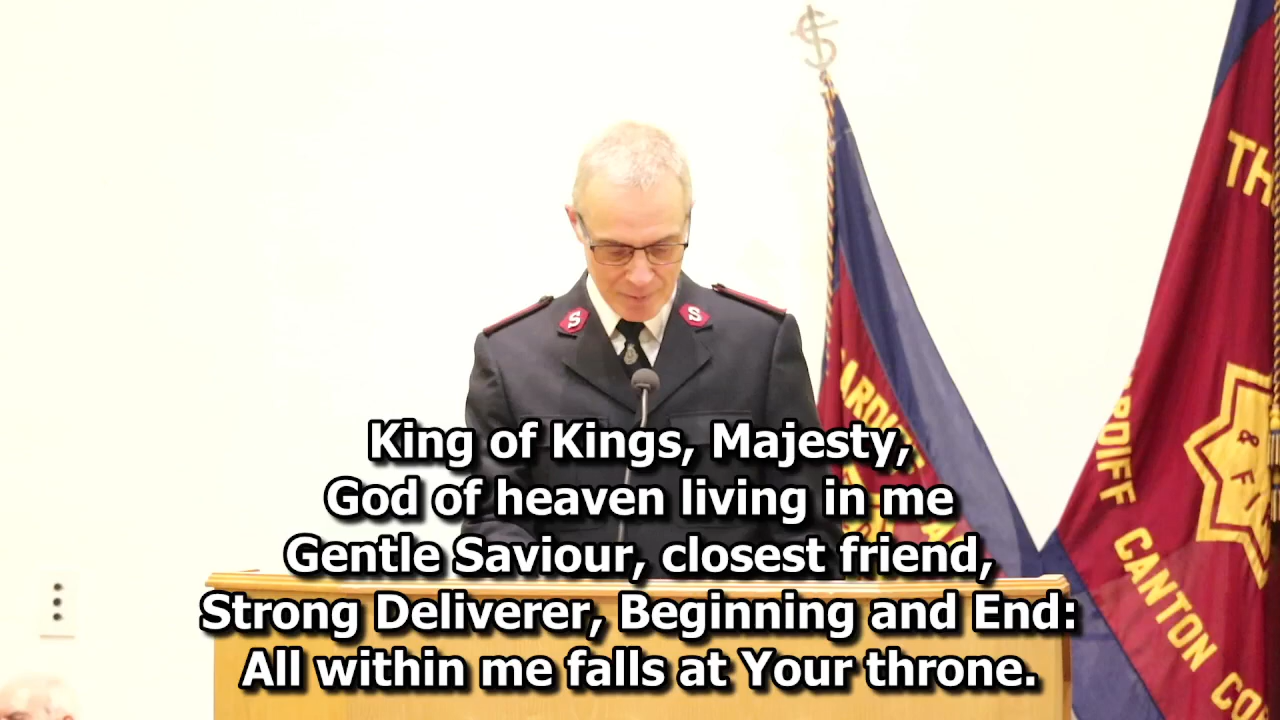 King of Kings, Majesty,
God of heaven living in me
Gentle Saviour, closest friend,
Strong Deliverer, Beginning and End:
All within me falls at Your throne.
S
S
CANTON